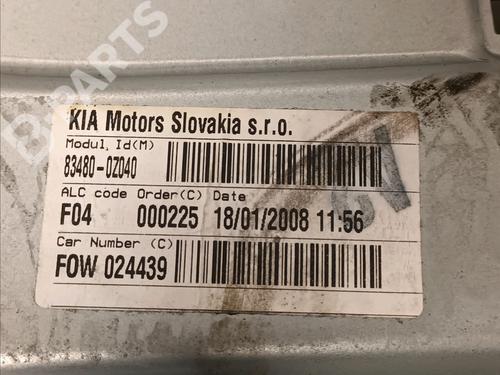 B-PARTS
KIA Motors Slovakia s.r.o.
Modul. Id(M)
83480-0Z040
ALC code Order(C) Date
F04 000225 18/01/2008 11:56
Car Number (C)
FOW 024439